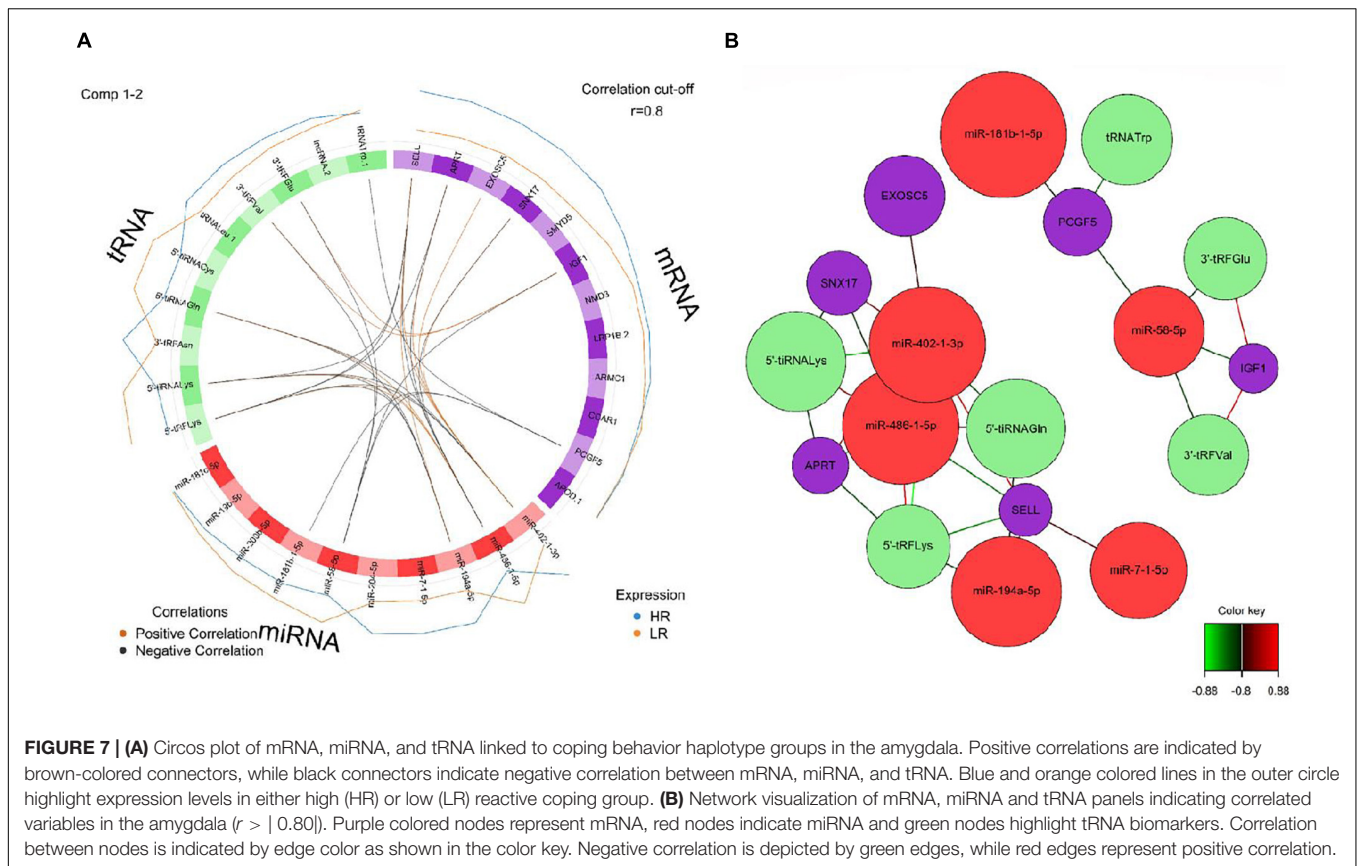 A
Comp 1-2
Correlation cut-off
r=0.8
tRNA
mRNA
miRNA
tRNATrp.1
lncRNA.2
3'-tRFGlu
3'-tRFVal
tRNALeu.1
5'-tiRNACys
5'-tiRNAGln
3'-tRFAsn
5'-tiRNALys
5'-tRFLys
SELL
APRT
EXOSC5
SNX17
SMYD5
IGF1
NMD3
LRP1B.2
ARMC1
CCAR1
PCGF5
APOD.1
miR-19b-5p
miR-181b-1-5p
miR-58-5p
miR-204-5p
miR-7-1-5p
miR-194a-5p
miR-486-1-5p
miR-402-1-3p
Correlations
Positive Correlation
Negative Correlation
Expression
HR
LR
B
miR-181b-1-5p
tRNATrp
EXOSC5
PCGF5
SNX17
3'-tRFGlu
miR-58-5p
miR-402-1-3p
5'-tiRNALys
IGF1
miR-486-1-5p
5'-tiRNAGln
3'-tRFVal
APRT
SELL
5'-tRFLys
miR-7-1-5p
miR-194a-5p
Color key
-0.88 -0.8 0.88
FIGURE 7 | (A) Circos plot of mRNA, miRNA, and tRNA linked to coping behavior haplotype groups in the amygdala. Positive correlations are indicated by
brown-colored connectors, while black connectors indicate negative correlation between mRNA, miRNA, and tRNA. Blue and orange colored lines in the outer circle
highlight expression levels in either high (HR) or low (LR) reactive coping group. (B) Network visualization of mRNA, miRNA and tRNA panels indicating correlated
variables in the amygdala (r > | 0.80|). Purple colored nodes represent mRNA, red nodes indicate miRNA and green nodes highlight tRNA biomarkers. Correlation
between nodes is indicated by edge color as shown in the color key. Negative correlation is depicted by green edges, while red edges represent positive correlation.